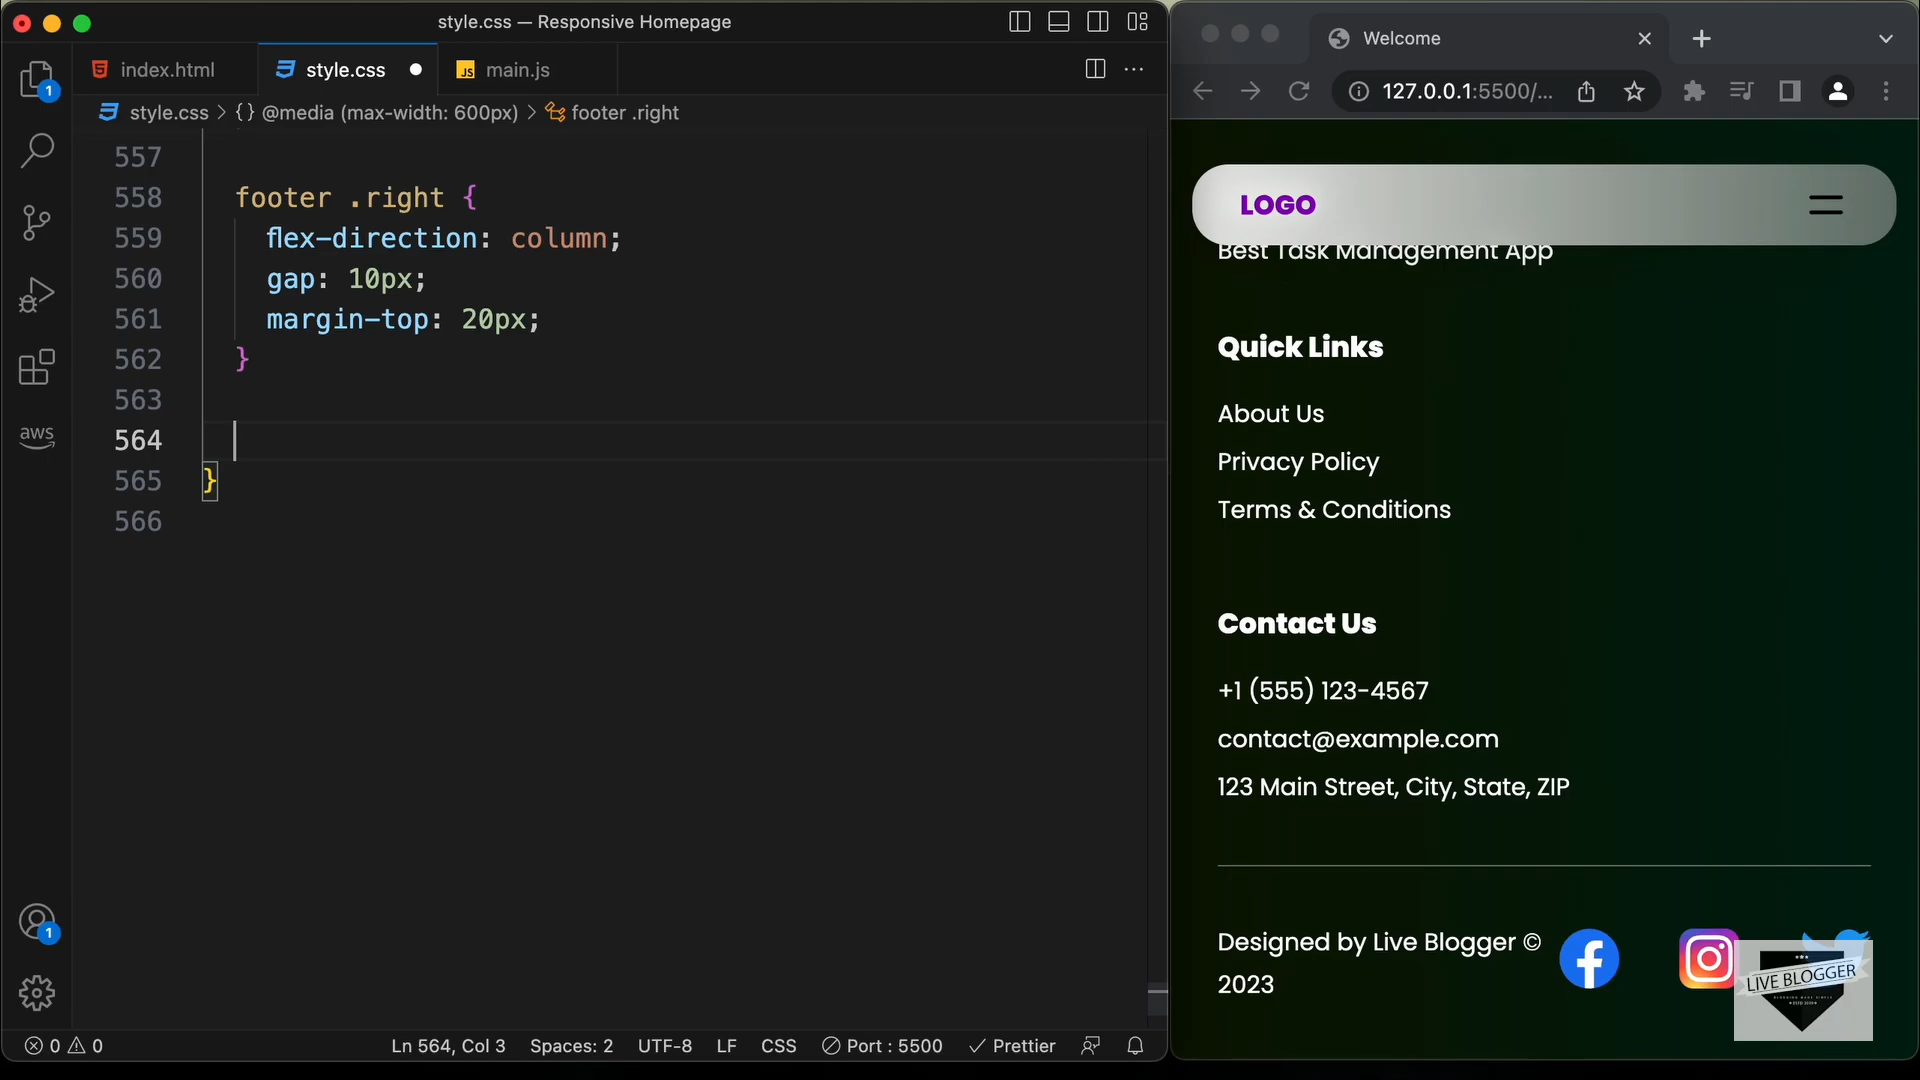 style.css — Responsive Homepage
index.html
style.css
JS main.js
style.css > {} @media (max-width: 600px) > footer .right
557
558 footer .right {
559 flex-direction: column;
560 gap: 10px;
561 margin-top: 20px;
562 }
563
564
565 }
566
1
aws
1
0 0
Ln 564, Col 3
Spaces: 2
UTF-8
LF
CSS
Port : 5500
Prettier
Welcome
127.0.0.1:5500/...
LOGO
Best Task Management App
Quick Links
About Us
Privacy Policy
Terms & Conditions
Contact Us
+1 (555) 123-4567
contact@example.com
123 Main Street, City, State, ZIP
Designed by Live Blogger ©
2023
LIVE BLOGGER